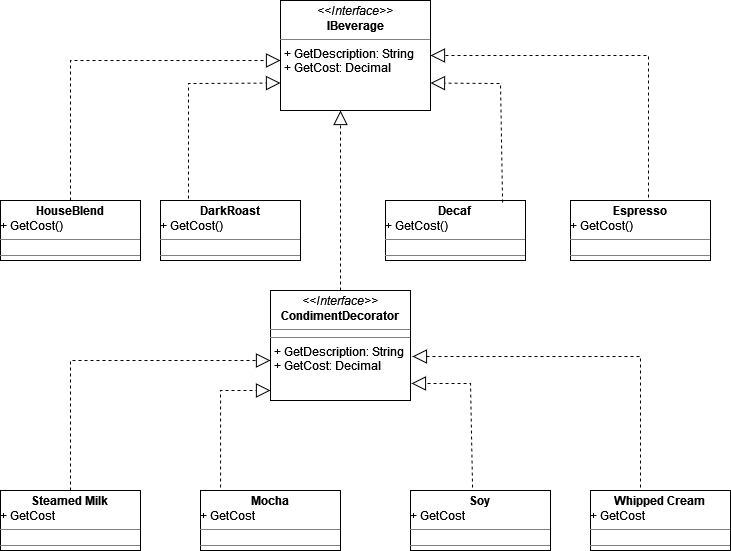 <<Interface>>
IBeverage
+ GetDescription: String
+ GetCost: Decimal
HouseBlend
+ GetCost()
DarkRoast
+ GetCost()
Decaf
+ GetCost()
Espresso
+ GetCost()
<<Interface>>
CondimentDecorator
+ GetDescription: String
+ GetCost: Decimal
Steamed Milk
+ GetCost
Mocha
+ GetCost
Soy
+ GetCost
Whipped Cream
+ GetCost